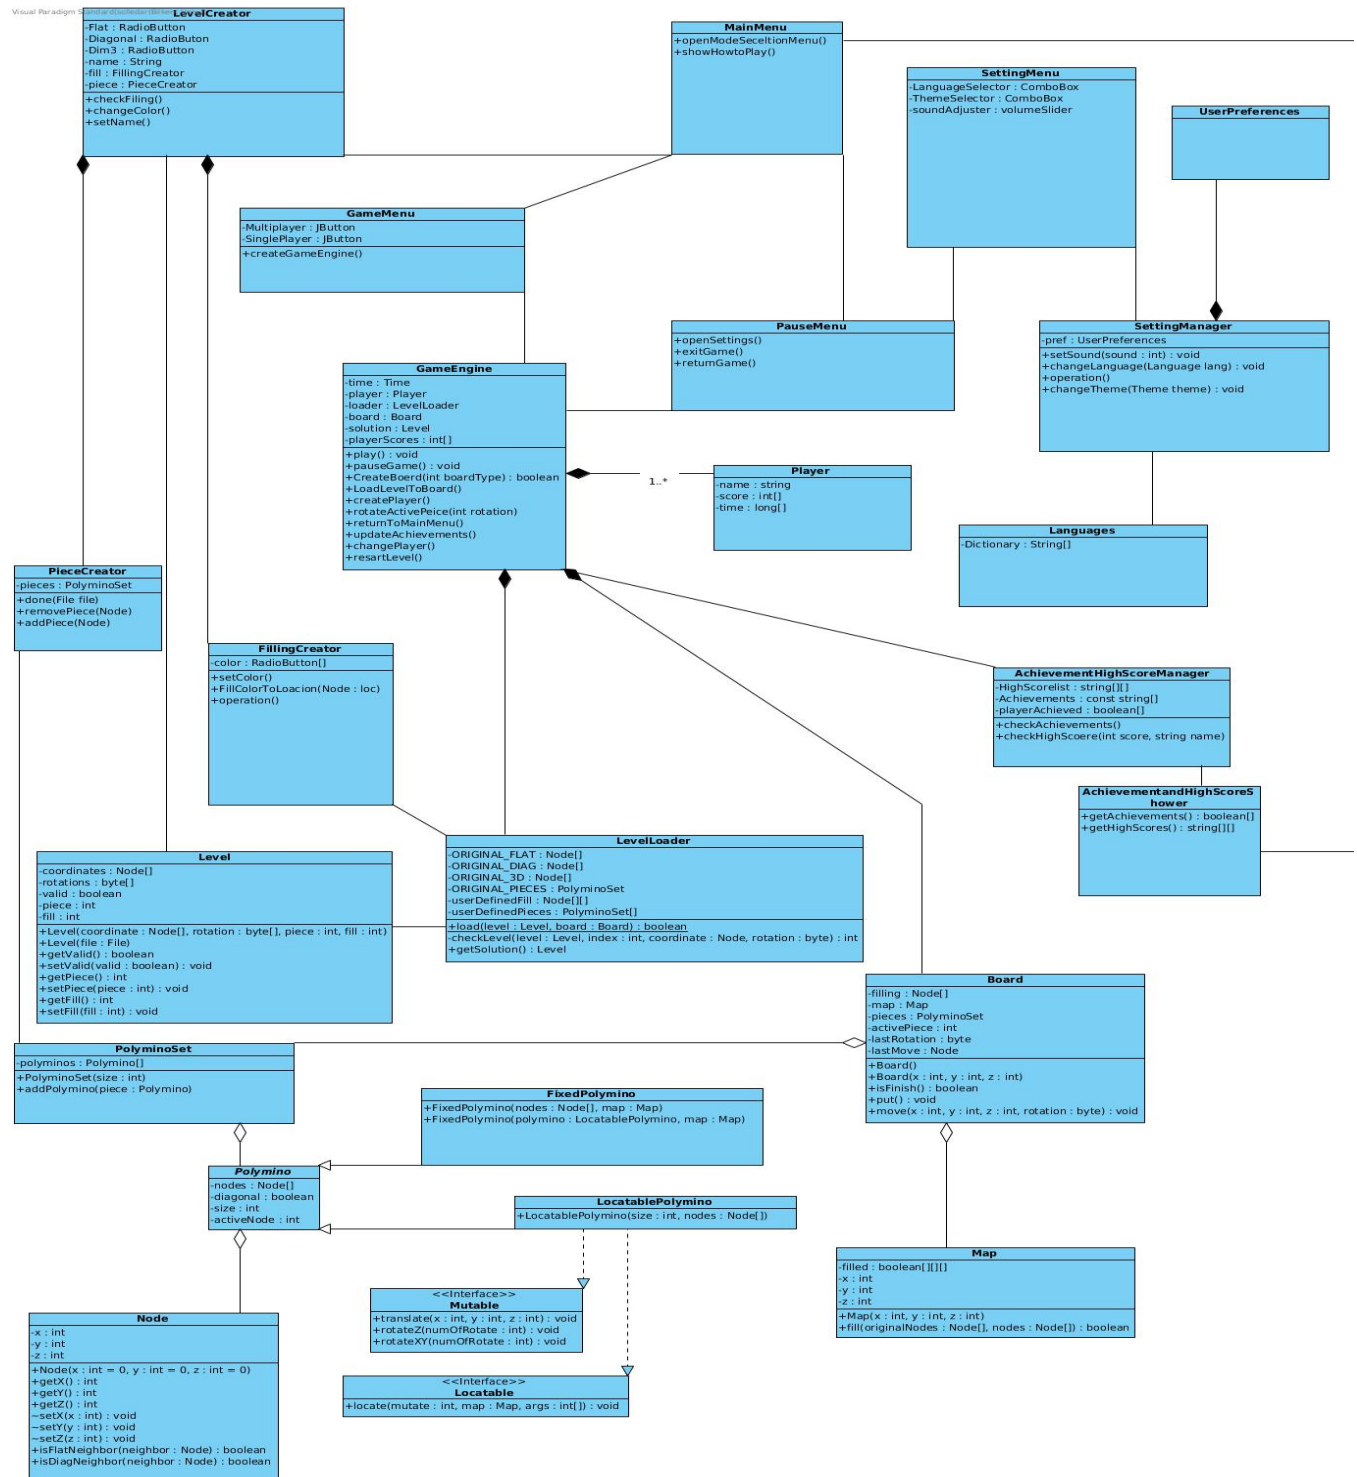 Visual Paradigm
LevelCreator
-Flat : RadioButton
-Diagonal : RadioButon
-Dim3 : RadioButton
-name : String
-fill : FillingCreator
-piece : PieceCreator
+checkFiling()
+changeColor()
+setName()
MainMenu
+openModeSeceltionMenu()
+showHowtoPlay()
SettingMenu
-LanguageSelector : ComboBox
-ThemeSelector : ComboBox
-soundAdjuster : volumeSlider
UserPreferences
GameMenu
-Multiplayer : JButton
-SinglePlayer : JButton
+createGameEngine()
PauseMenu
+openSettings()
+exitGame()
+returnGame()
SettingManager
-pref : UserPreferences
+setSound(sound : int) : void
+changeLanguage(Language lang) : void
+operation()
+changeTheme(Theme theme) : void
GameEngine
-time : Time
-player : Player
-loader : LevelLoader
-board : Board
-solution : Level
-playerScores : int[]
+play() : void
+pauseGame() : void
+CreateBoerd(int boardType) : boolean
+LoadLevelToBoard()
+createPlayer()
+rotateActivePeice(int rotation)
+returnToMainMenu()
+updateAchievements()
+changePlayer()
+resartLevel()
1..*
Player
-name : string
-score : int[]
-time : long[]
Languages
-Dictionary : String[]
PieceCreator
-pieces : PolyminoSet
+done(File file)
+removePiece(Node)
+addPiece(Node)
FillingCreator
-color : RadioButton[]
+setColor()
+FillColorToLoacion(Node : loc)
+operation()
AchievementHighScoreManager
-HighScorelist : string[][]
-Achievements : const string[]
-playerAchieved : boolean[]
+checkAchievements()
+checkHighScoere(int score, string name)
AchievementandHighScoreS
hower
+getAchievements() : boolean[]
+getHighScores() : string[][]
Level
-coordinates : Node[]
-rotations : byte[]
-valid : boolean
-piece : int
-fill : int
+Level(coordinate : Node[], rotation : byte[], piece : int, fill : int)
+Level(file : File)
+getValid() : boolean
+setValid(valid : boolean) : void
+getPiece() : int
+setPiece(piece : int) : void
+getFill() : int
+setFill(fill : int) : void
LevelLoader
-ORIGINAL_FLAT : Node[]
-ORIGINAL_DIAG : Node[]
-ORIGINAL_3D : Node[]
-ORIGINAL_PIECES : PolyminoSet
-userDefinedFill : Node[][]
-userDefinedPieces : PolyminoSet[]
+load(level : Level, board : Board) : boolean
-checkLevel(level : Level, index : int, coordinate : Node, rotation : byte) : int
+getSolution() : Level
Board
-filling : Node[]
-map : Map
-pieces : PolyminoSet
-activePiece : int
-lastRotation : byte
-lastMove : Node
+Board()
+Board(x : int, y : int, z : int)
+isFinish() : boolean
+put() : void
+move(x : int, y : int, z : int, rotation : byte) : void
PolyminoSet
-polyminos : Polymino[]
+PolyminoSet(size : int)
+addPolymino(piece : Polymino)
FixedPolymino
+FixedPolymino(nodes : Node[], map : Map)
+FixedPolymino(polymino : LocatablePolymino, map : Map)
Polymino
-nodes : Node[]
-diagonal : boolean
-size : int
-activeNode : int
LocatablePolymino
+LocatablePolymino(size : int, nodes : Node[])
Map
-filled : boolean[][][]
-x : int
-y : int
-z : int
+Map(x : int, y : int, z : int)
+fill(originalNodes : Node[], nodes : Node[]) : boolean
<<Interface>>
Mutable
+translate(x : int, y : int, z : int) : void
+rotateZ(numOfRotate : int) : void
+rotateXY(numOfRotate : int) : void
Node
-x : int
-y : int
-z : int
+Node(x : int = 0, y : int = 0, z : int = 0)
+getX() : int
+getY() : int
+getZ() : int
~setX(x : int) : void
~setY(y : int) : void
~setZ(z : int) : void
+isFlatNeighbor(neighbor : Node) : boolean
+isDiagNeighbor(neighbor : Node) : boolean
<<Interface>>
Locatable
+locate(mutate : int, map : Map, args : int[]) : void